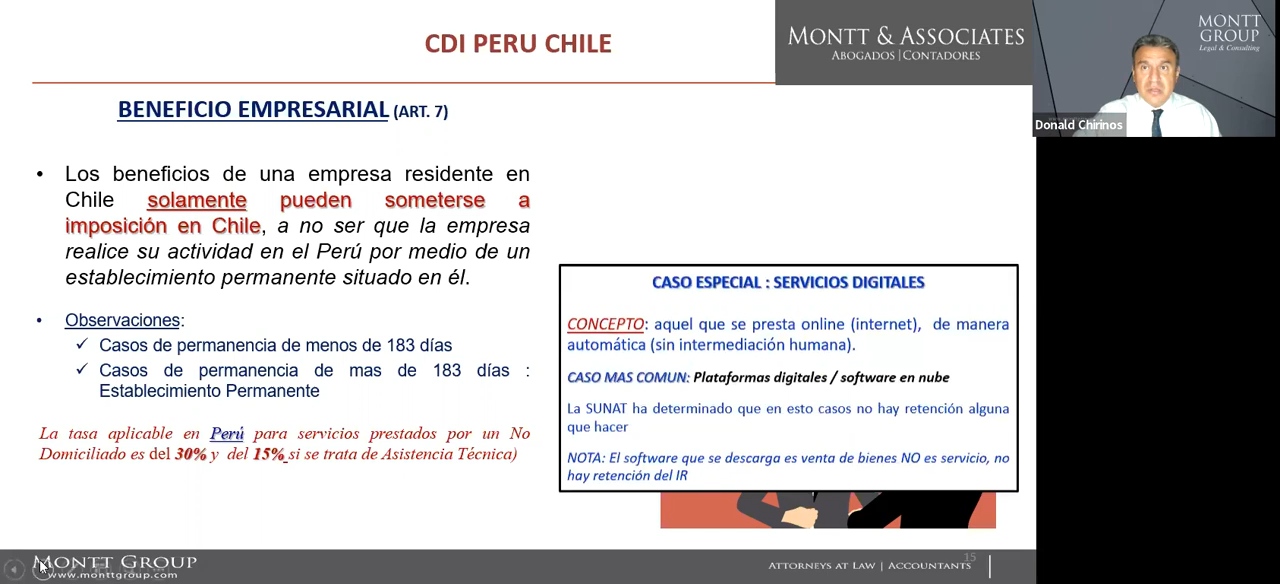 CDI PERU CHILE
MONTT & ASSOCIATES
ABOGADOS | CONTADORES
MONTT
GROUP
Legal & Consulting
Donald Chirinos
BENEFICIO EMPRESARIAL (ART. 7)
• Los beneficios de una empresa residente en
Chile solamente pueden someterse a
imposición en Chile, a no ser que la empresa
realice su actividad en el Perú por medio de un
establecimiento permanente situado en él.
• Observaciones:
✓ Casos de permanencia de menos de 183 días
✓ Casos de permanencia de mas de 183 días :
Establecimiento Permanente
La tasa aplicable en Perú para servicios prestados por un No
Domiciliado es del 30% y del 15% si se trata de Asistencia Técnica)
CASO ESPECIAL : SERVICIOS DIGITALES
CONCEPTO: aquel que se presta online (internet), de manera
automática (sin intermediación humana).
CASO MAS COMUN: Plataformas digitales / software en nube
La SUNAT ha determinado que en esto casos no hay retención alguna
que hacer
NOTA: El software que se descarga es venta de bienes NO es servicio, no
hay retención del IR
MONTT GROUP
www.monttgroup.com
ATTORNEYS AT LAW | ACCOUNTANTS
15